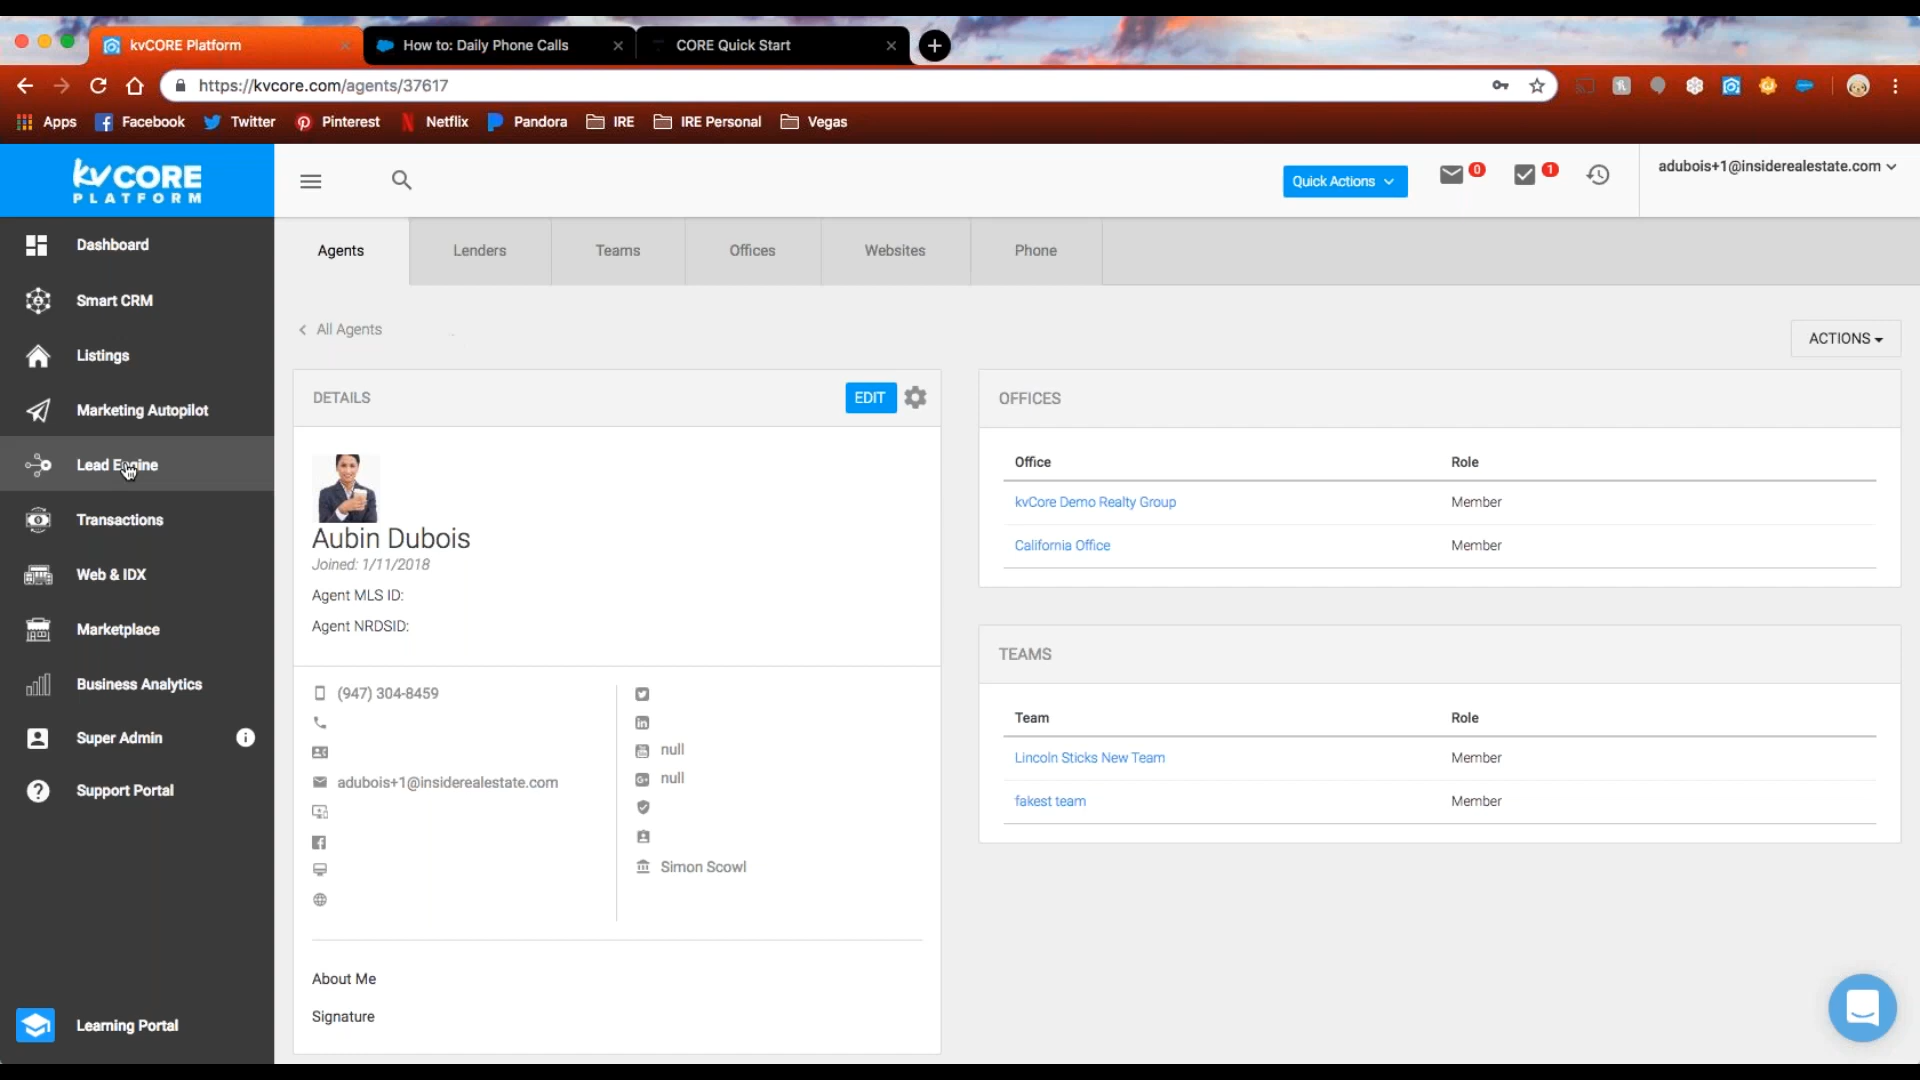 kvCORE Platform
How to: Daily Phone Calls
CORE Quick Start
https://kvcore.com/agents/37617
Apps
Facebook
Twitter
Pinterest
Netflix
Pandora
IRE
IRE Personal
Vegas
kvCORE
PLATFORM
Quick Actions
0
1
adubois+1@insiderealestate.com
Dashboard
Smart CRM
Listings
Marketing Autopilot
Lead Engine
Transactions
Web & IDX
Marketplace
Business Analytics
Super Admin
Support Portal
Learning Portal
Agents
Lenders
Teams
Offices
Websites
Phone
All Agents
ACTIONS
DETAILS
EDIT
Aubin Dubois
Joined: 1/11/2018
Agent MLS ID:
Agent NRDSID:
(947) 304-8459
adubois+1@insiderealestate.com
null
null
Simon Scowl
About Me
Signature
OFFICES
Office Role
kvCore Demo Realty Group Member
California Office Member
TEAMS
Team Role
Lincoln Sticks New Team Member
fakest team Member